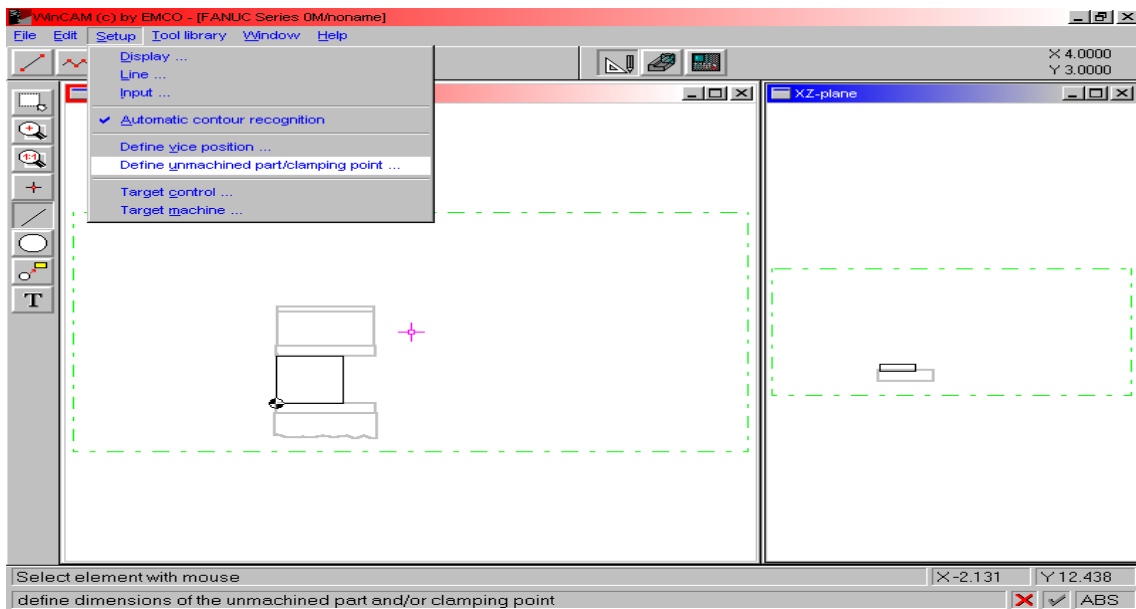 WinCAM (c) by EMCO - [FANUC Series 0M/noname]
File Edit Setup Tool library Window Help
X 4.0000
Y 3.0000
Display ...
Line ...
Input ...
Automatic contour recognition
Define vice position ...
Define unmachined part/clamping point ...
Target control ...
Target machine ...
XZ-plane
1:1
T
Select element with mouse
X-2.131
Y 12.438
define dimensions of the unmachined part and/or clamping point
ABS